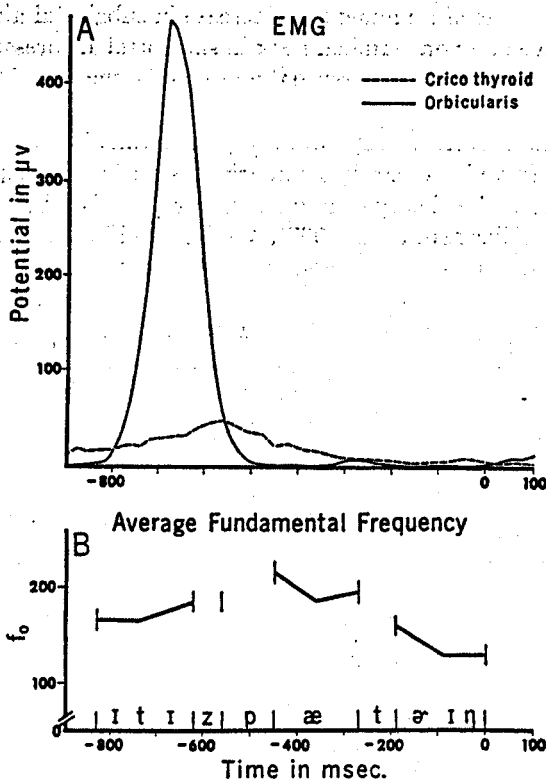 A
EMG
Crico thyroid
Orbicularis
Potential in μv
400
300
200
100
-800
0
100
B
Average Fundamental Frequency
200
100
0
f₀
ɪ t ɪ z p æ t ɚ ɪ n
-800
-600
-400
-200
0
Time in msec.